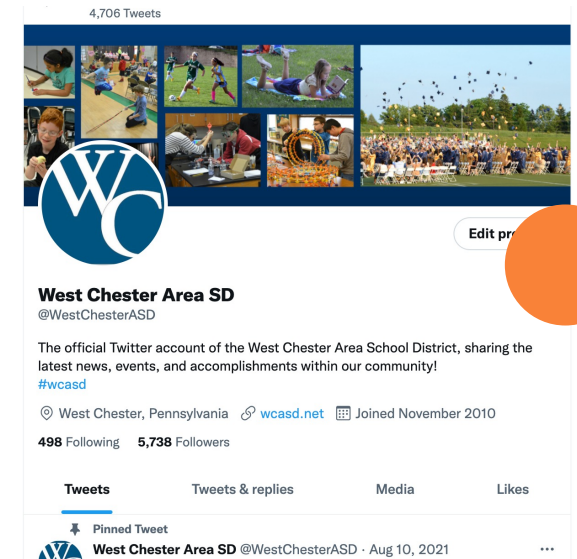 4,706 Tweets
WC
Edit
West Chester Area SD
@WestChesterASD
The official Twitter account of the West Chester Area School District, sharing the
latest news, events, and accomplishments within our community!
#wcasd
West Chester, Pennsylvania wcasd.net Joined November 2010
498 Following 5,738 Followers
Tweets Tweets & replies Media Likes
Pinned Tweet
West Chester Area SD @WestChesterASD · Aug 10, 2021 ...